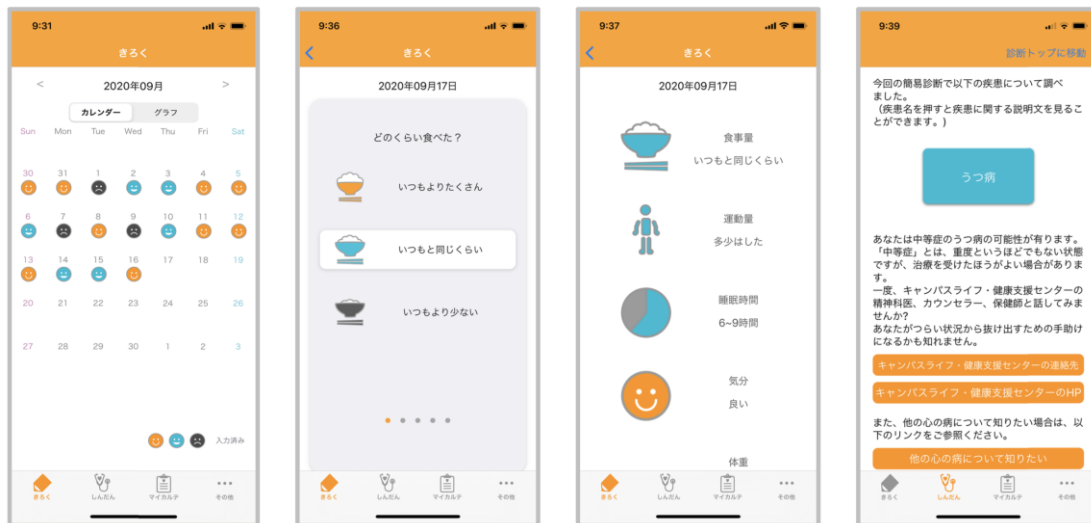 9:31
きろく
< 2020年09月 >
カレンダー グラフ
Sun Mon Tue Wed Thu Fri Sat
30 31 1 2 3 4 5
6 7 8 9 10 11 12
13 14 15 16 17 18 19
20 21 22 23 24 25 26
27 28 29 30 1 2 3
入力済み
きろく しんだん マイカルテ その他
9:36
きろく
2020年09月17日
どのくらい食べた？
いつもよりたくさん
いつもと同じくらい
いつもより少ない
きろく しんだん マイカルテ その他
9:37
きろく
2020年09月17日
食事量
いつもと同じくらい
運動量
多少はした
睡眠時間
6~9時間
気分
良い
体重
きろく しんだん マイカルテ その他
9:39
診断トップに移動
今回の簡易診断で以下の疾患について調べ
ました。
（疾患名を押すと疾患に関する説明文を見るこ
とができます。)
うつ病
あなたは中等症のうつ病の可能性が有ります。
「中等症」とは、重度というほどでもない状態
ですが、治療を受けたほうがよい場合がありま
す。
一度、キャンパスライフ・健康支援センターの
精神科医、カウンセラー、保健師と話してみま
せんか?
あなたがつらい状況から抜け出すための手助け
になるかも知れません。
キャンパスライフ・健康支援センターの連絡先
キャンパスライフ・健康支援センターのHP
また、他の心の病について知りたい場合は、以
下のリンクをご参照ください。
他の心の病について知りたい
きろく しんだん マイカルテ その他